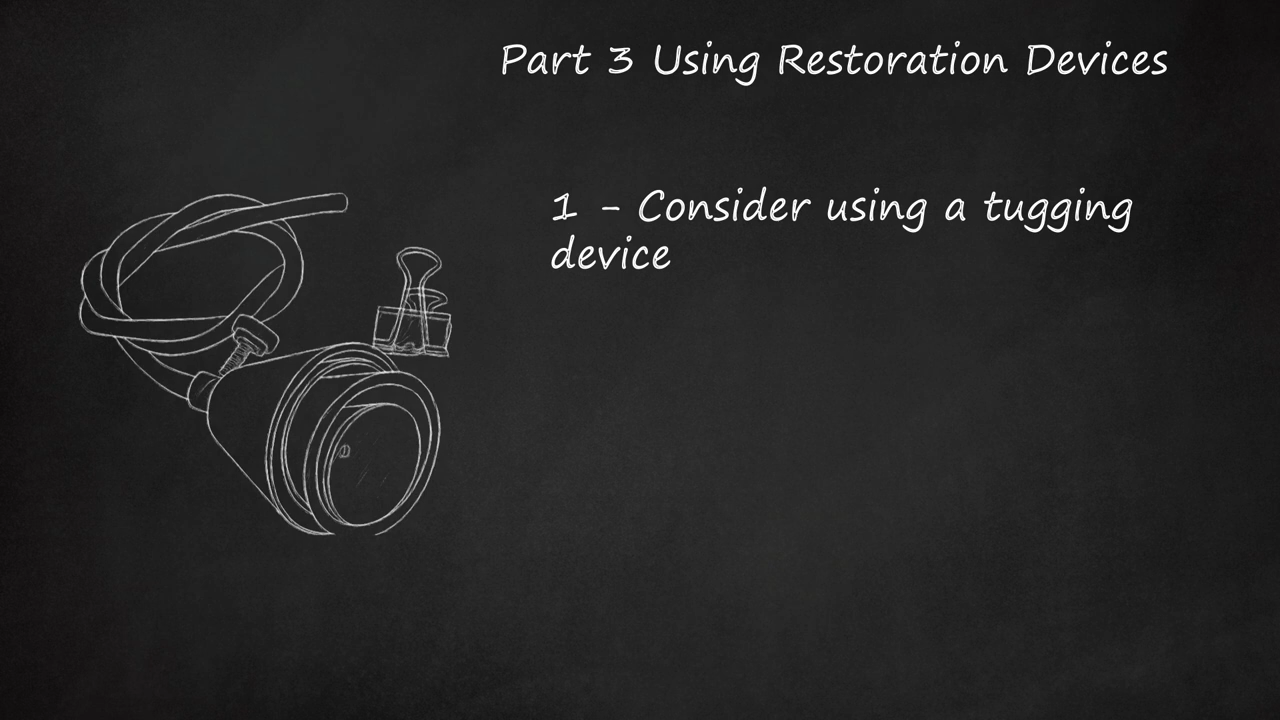 Part 3 Using Restoration Devices
1 - Consider using a tugging
device